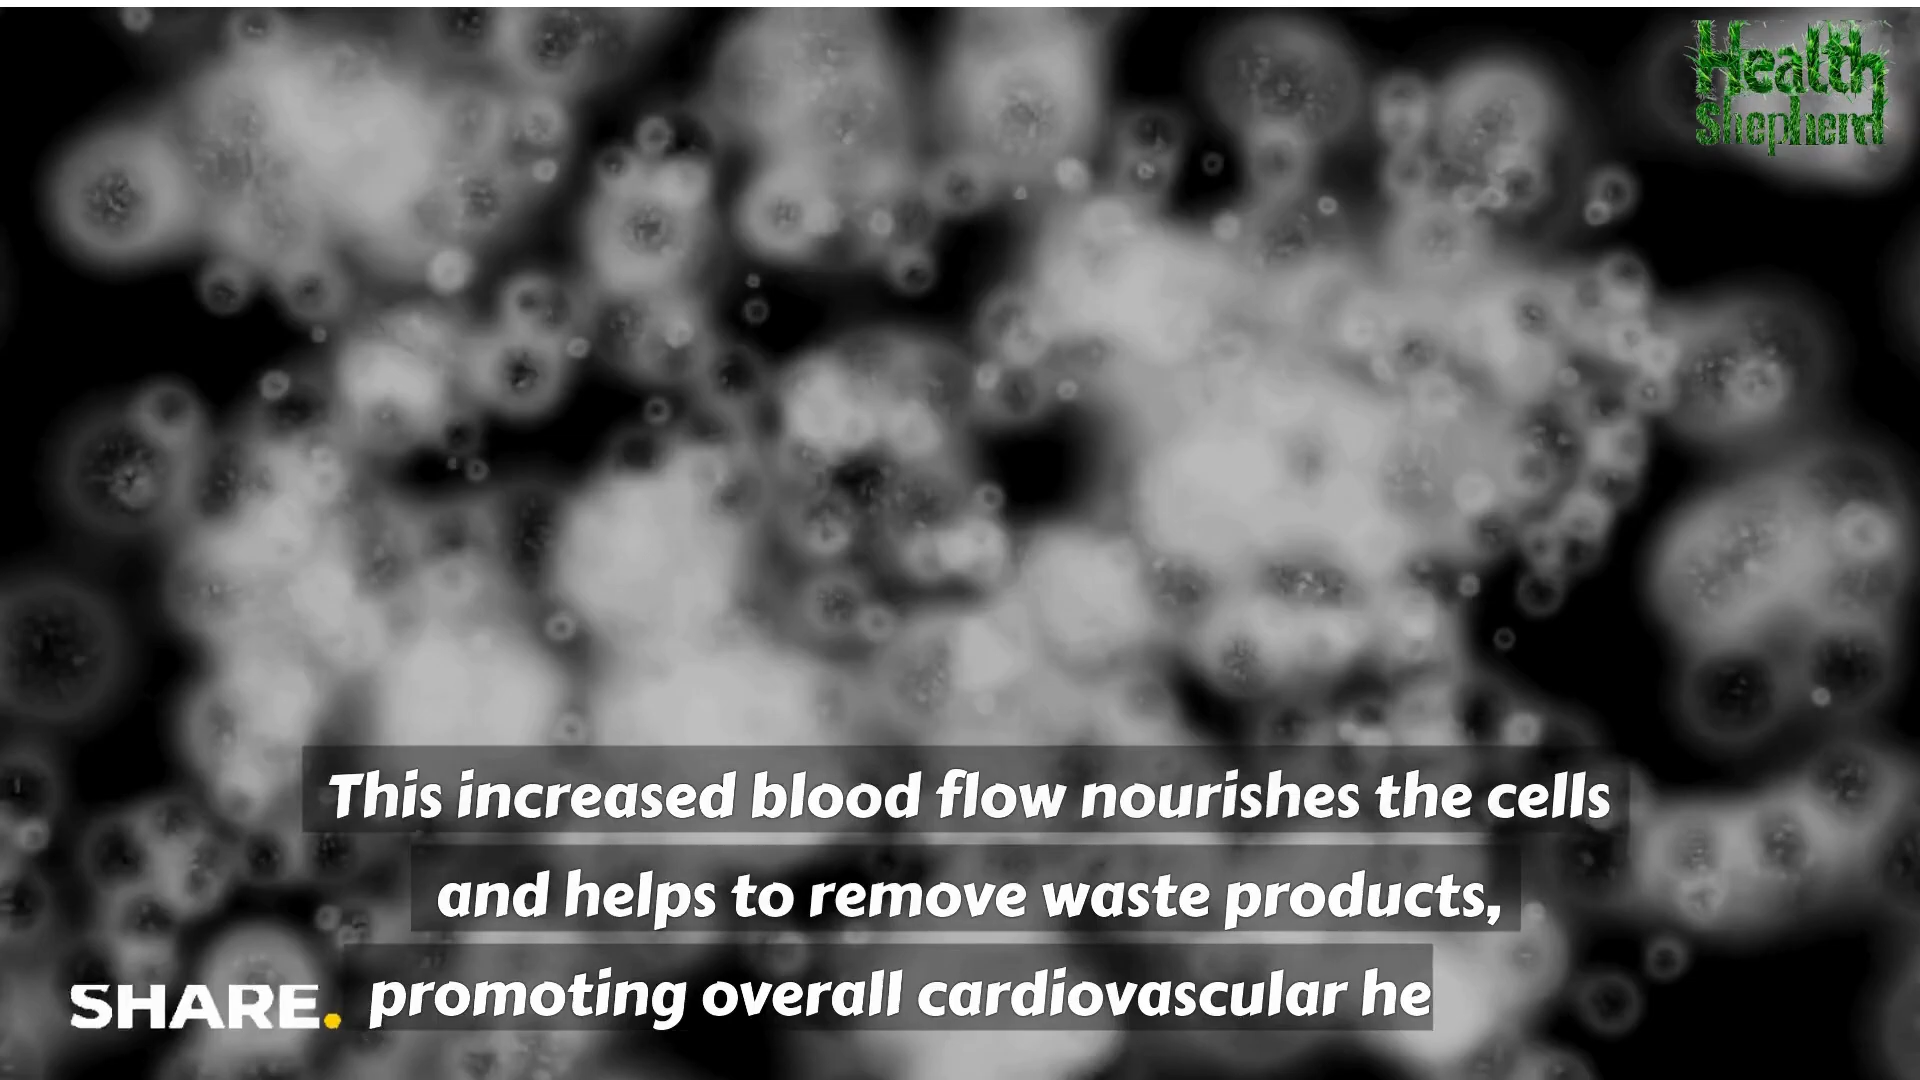 Health
Shepherd
This increased blood flow nourishes the cells
and helps to remove waste products,
promoting overall cardiovascular he
SHARE.